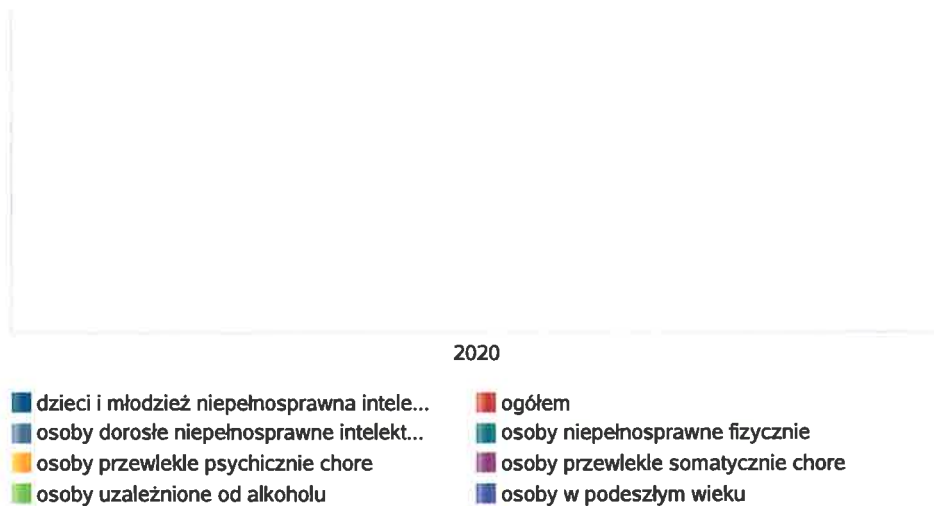 2020
dzieci i młodzież niepełnosprawna intele...
ogółem
osoby dorosłe niepełnosprawne intelekt...
osoby niepełnosprawne fizycznie
osoby przewlekle psychicznie chore
osoby przewlekle somatycznie chore
osoby uzależnione od alkoholu
osoby w podeszłym wieku